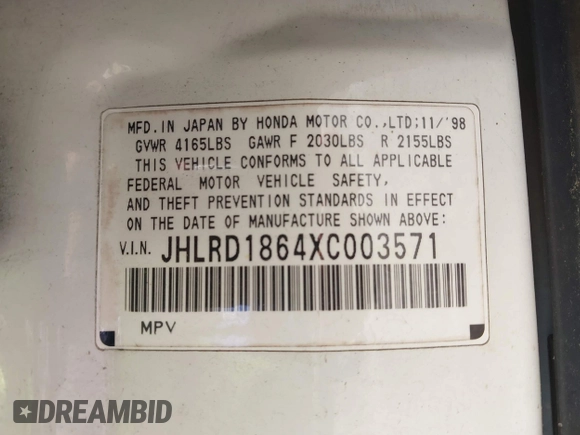 MFD. IN JAPAN BY HONDA MOTOR CO.,LTD;11/'98
GVWR 4165LBS GAWR F 2030LBS R 2155LBS
THIS VEHICLE CONFORMS TO ALL APPLICABLE
FEDERAL MOTOR VEHICLE SAFETY,
AND THEFT PREVENTION STANDARDS IN EFFECT
ON THE DATE OF MANUFACTURE SHOWN ABOVE:
V.I.N. JHLRD1864XC003571
MPV
DREAMBID